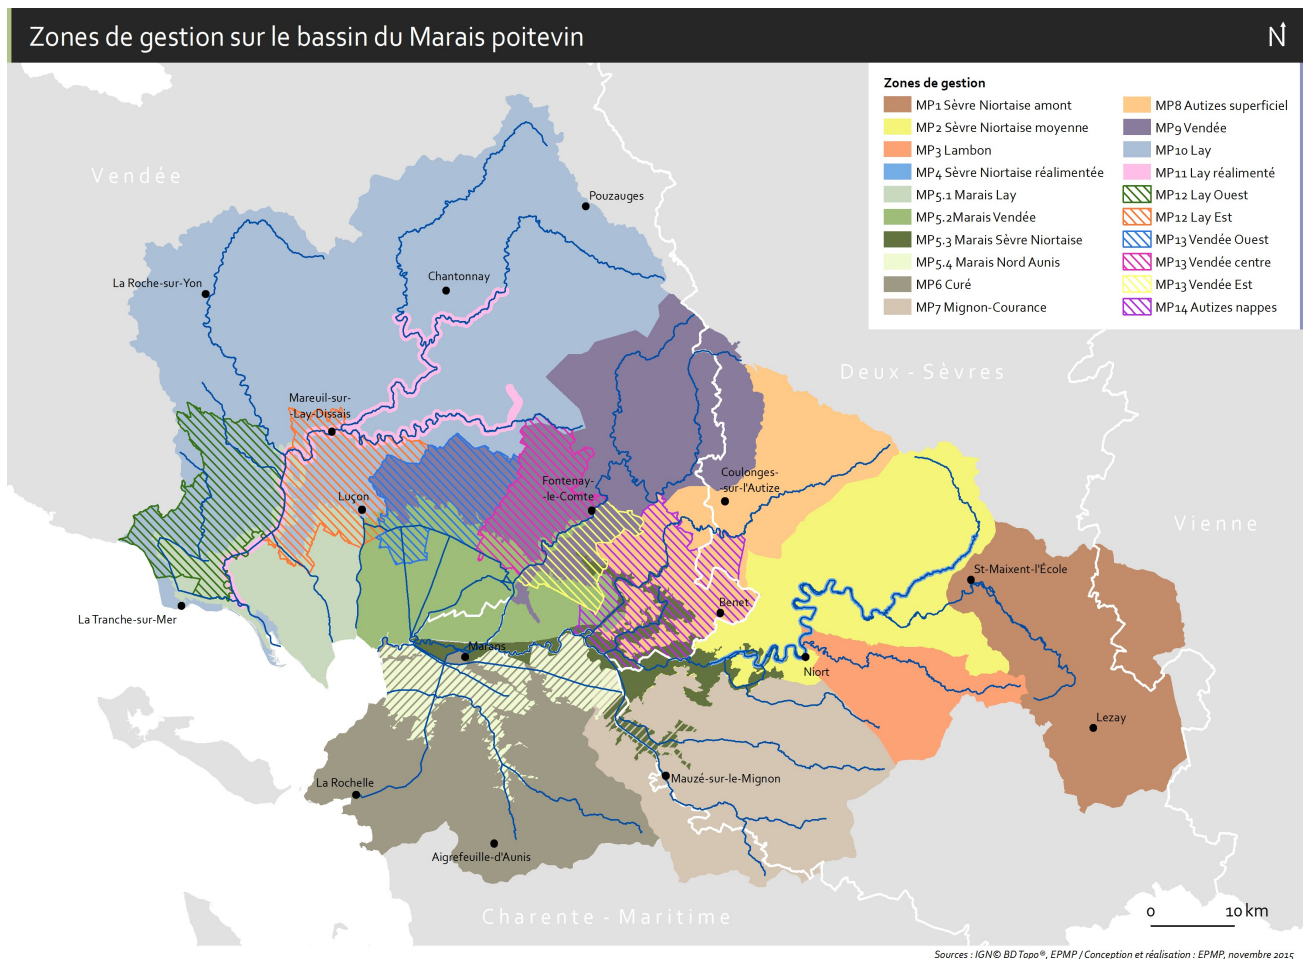 Zones de gestion sur le bassin du Marais poitevin
N
Zones de gestion
MP1 Sèvre Niortaise amont
MP2 Sèvre Niortaise moyenne
MP3 Lambon
MP4 Sèvre Niortaise réalimentée
MP5.1 Marais Lay
MP5.2Marais Vendée
MP5.3 Marais Sèvre Niortaise
MP5.4 Marais Nord Aunis
MP6 Curé
MP7 Mignon-Courance
MP8 Autizes superficiel
MP9 Vendée
MP10 Lay
MP11 Lay réalimenté
MP12 Lay Ouest
MP12 Lay Est
MP13 Vendée Ouest
MP13 Vendée centre
MP13 Vendée Est
MP14 Autizes nappes
Vendée
Pouzauges
La Roche-sur-Yon
Chantonnay
Deux - Sèvres
Mareuil-sur-
-Lay-Dissais
Coulonges-
-sur-l'Autize
Fontenay-
-le-Comte
Luçon
Vienne
St-Maixent-l'École
Benet
La Tranche-sur-Mer
Marans
Niort
Lezay
Mauzé-sur-le-Mignon
La Rochelle
Aigrefeuille-d'Aunis
Charente - Maritime
0 10 km
Sources : IGN© BD Topo®, EPMP / Conception et réalisation : EPMP, novembre 2015